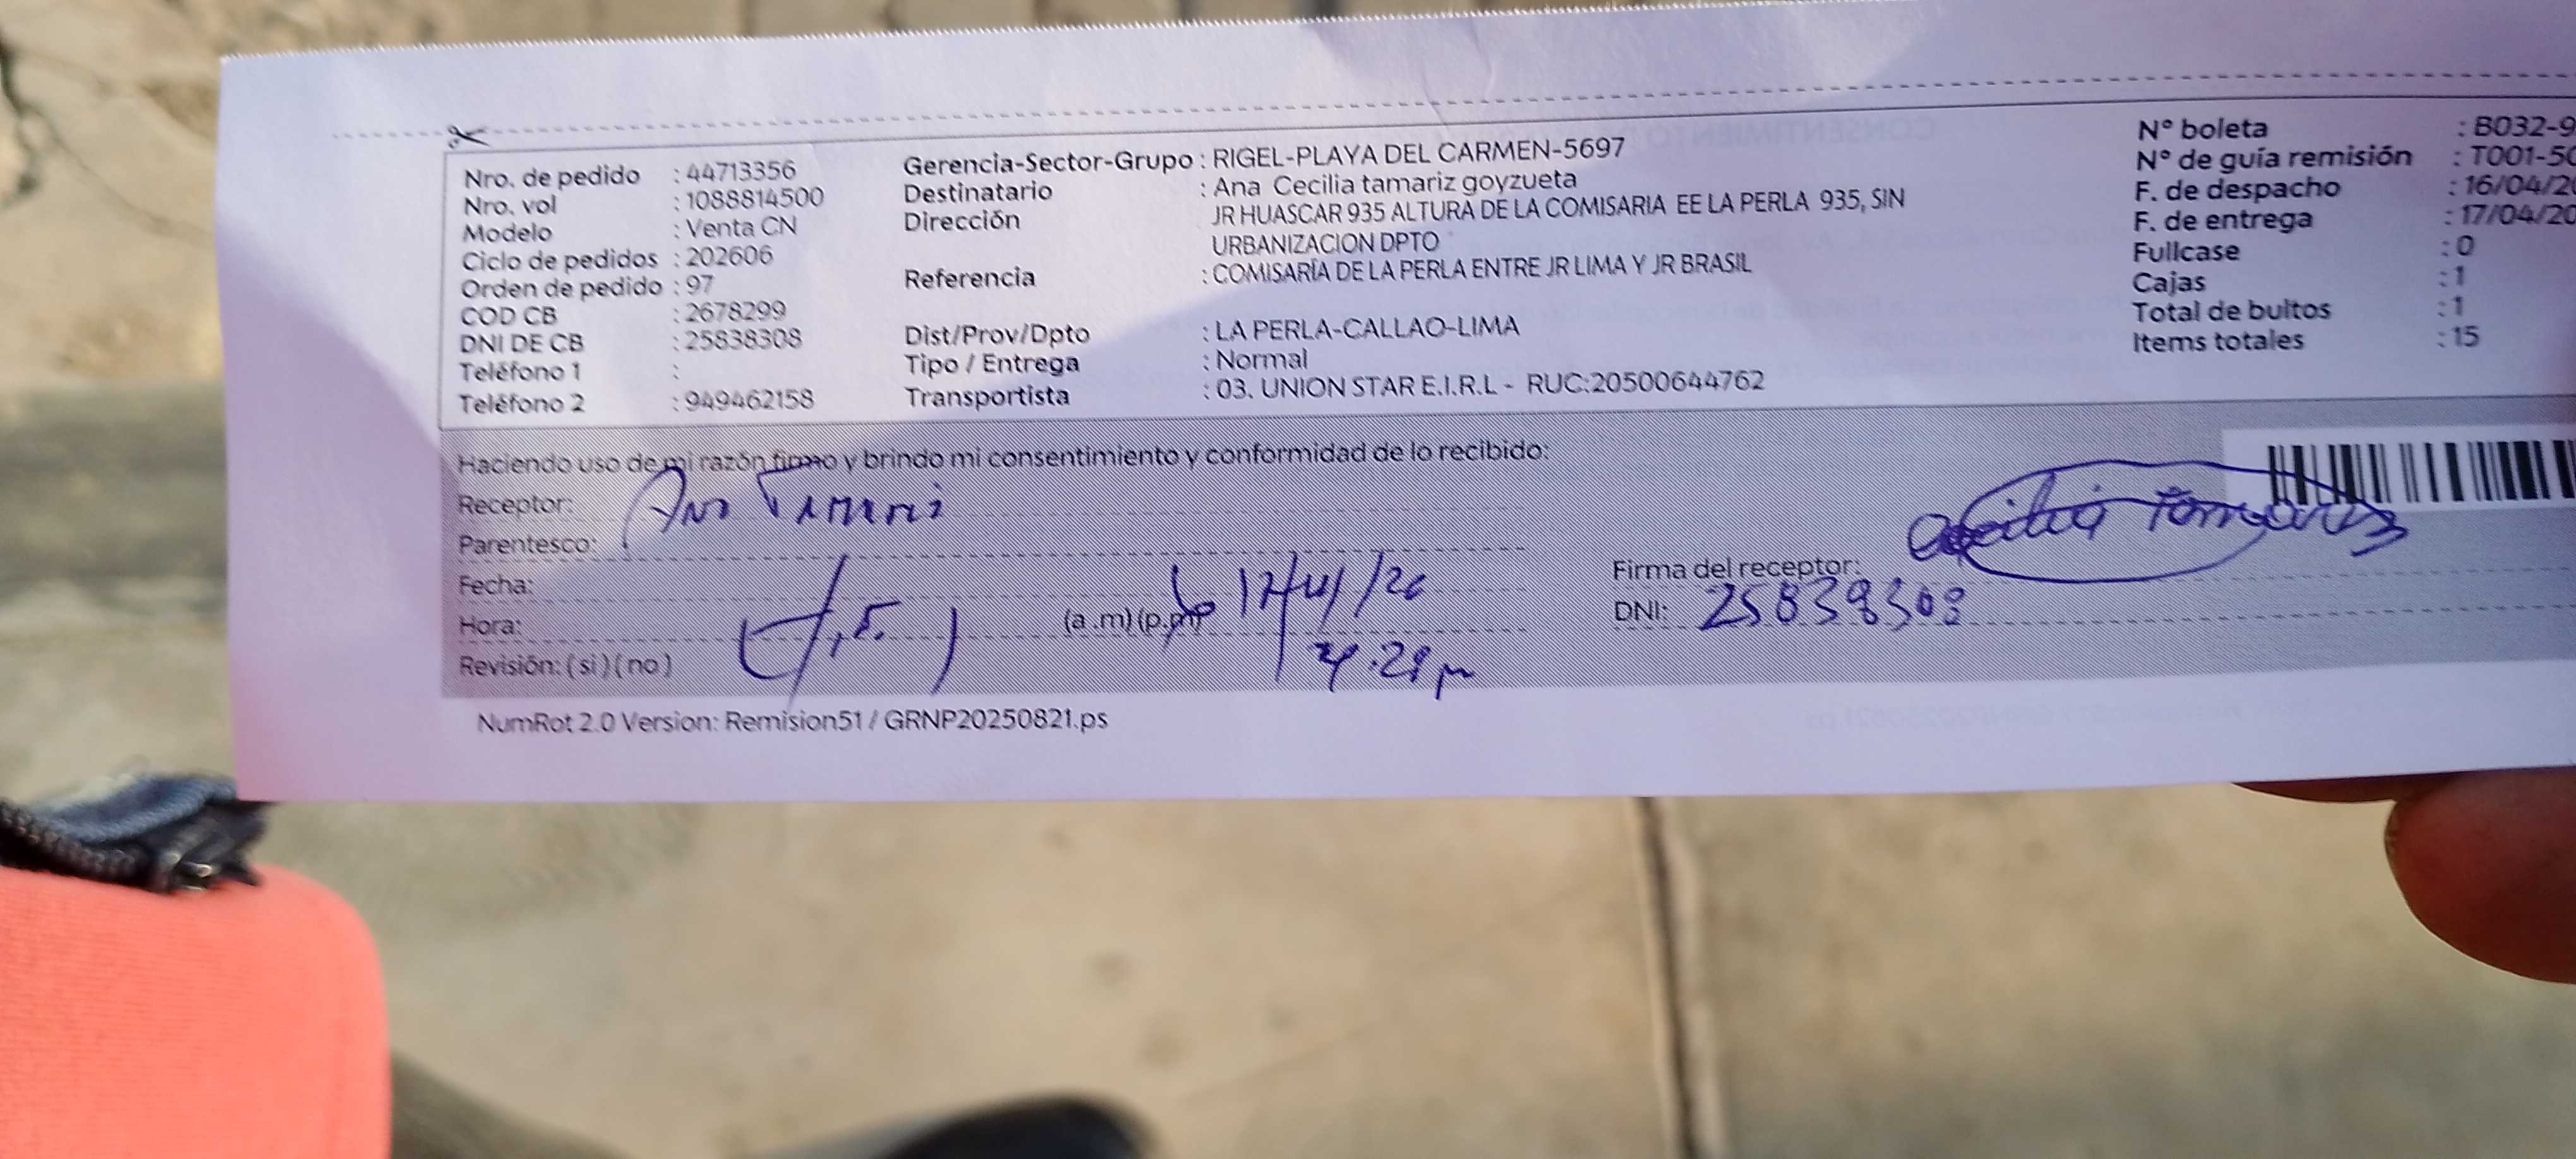 Nro. de pedido : 44713356
Nro. vol : 1088814500
Modelo : Venta CN
Ciclo de pedidos : 202606
Orden de pedido : 97
COD CB : 2678299
DNI DE CB : 25838308
Teléfono 1 :
Teléfono 2 : 949462158
Gerencia-Sector-Grupo : RIGEL-PLAYA DEL CARMEN-5697
Destinatario : Ana Cecilia tamariz goyzueta
Dirección JR HUASCAR 935 ALTURA DE LA COMISARIA EE LA PERLA 935, SIN
URBANIZACION DPTO
Referencia : COMISARÍA DE LA PERLA ENTRE JR LIMA Y JR BRASIL
Dist/Prov/Dpto : LA PERLA-CALLAO-LIMA
Tipo / Entrega : Normal
Transportista : 03. UNION STAR E.I.R.L - RUC:20500644762
N° boleta : B032-9
N° de guía remisión : T001-50
F. de despacho : 16/04/20
F. de entrega : 17/04/20
Fullcase : 0
Cajas : 1
Total de bultos : 1
Items totales : 15
Haciendo uso de mi razón firmo y brindo mi consentimiento y conformidad de lo recibido:
Receptor: Ana
Parentesco:
Fecha:
Hora: (a .m) (p.m)
Revisión: ( si ) ( no )
Firma del receptor:
DNI: 25838308
NumRot 2.0 Version: Remision51 / GRNP20250821.ps